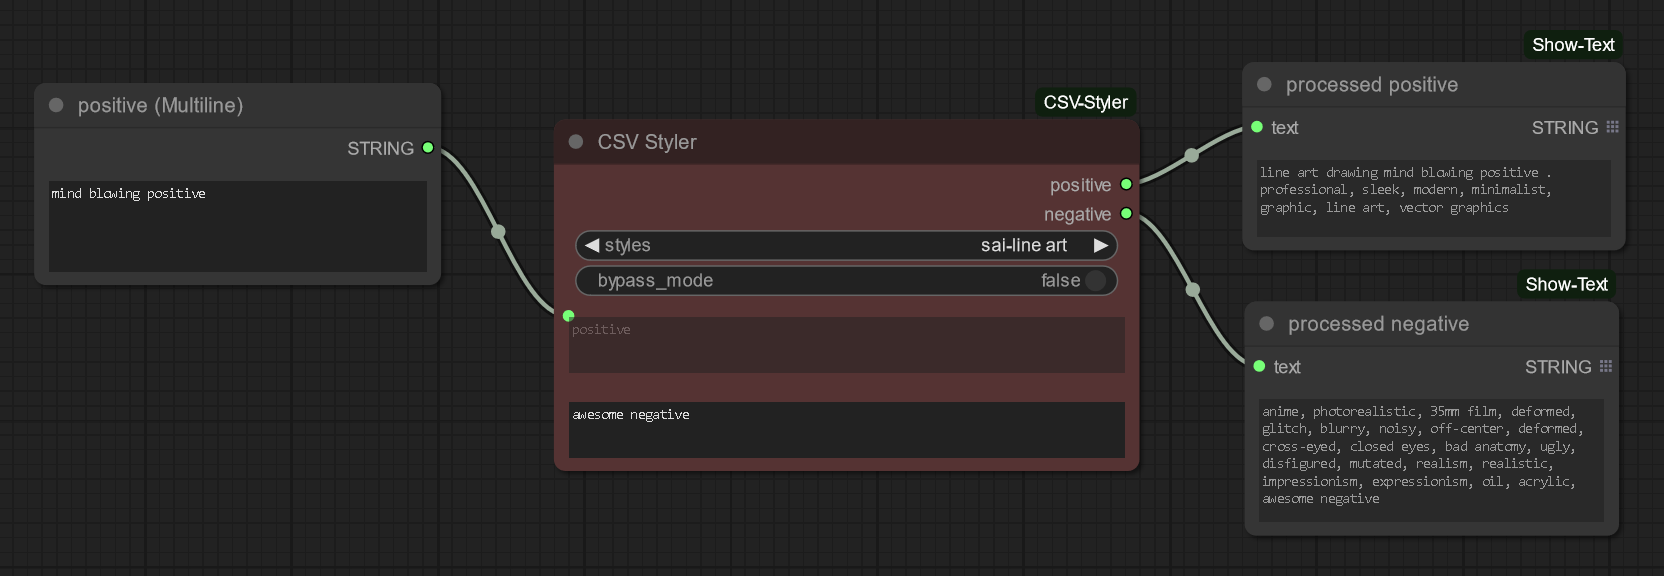 positive (Multiline)
STRING
mind blowing positive
CSV-Styler
CSV Styler
positive
negative
styles sai-line art
bypass_mode false
positive
awesome negative
Show-Text
processed positive
text STRING
line art drawing mind blowing positive .
professional, sleek, modern, minimalist,
graphic, line art, vector graphics
Show-Text
processed negative
text STRING
anime, photorealistic, 35mm film, deformed,
glitch, blurry, noisy, off-center, deformed,
cross-eyed, closed eyes, bad anatomy, ugly,
disfigured, mutated, realism, realistic,
impressionism, expressionism, oil, acrylic,
awesome negative